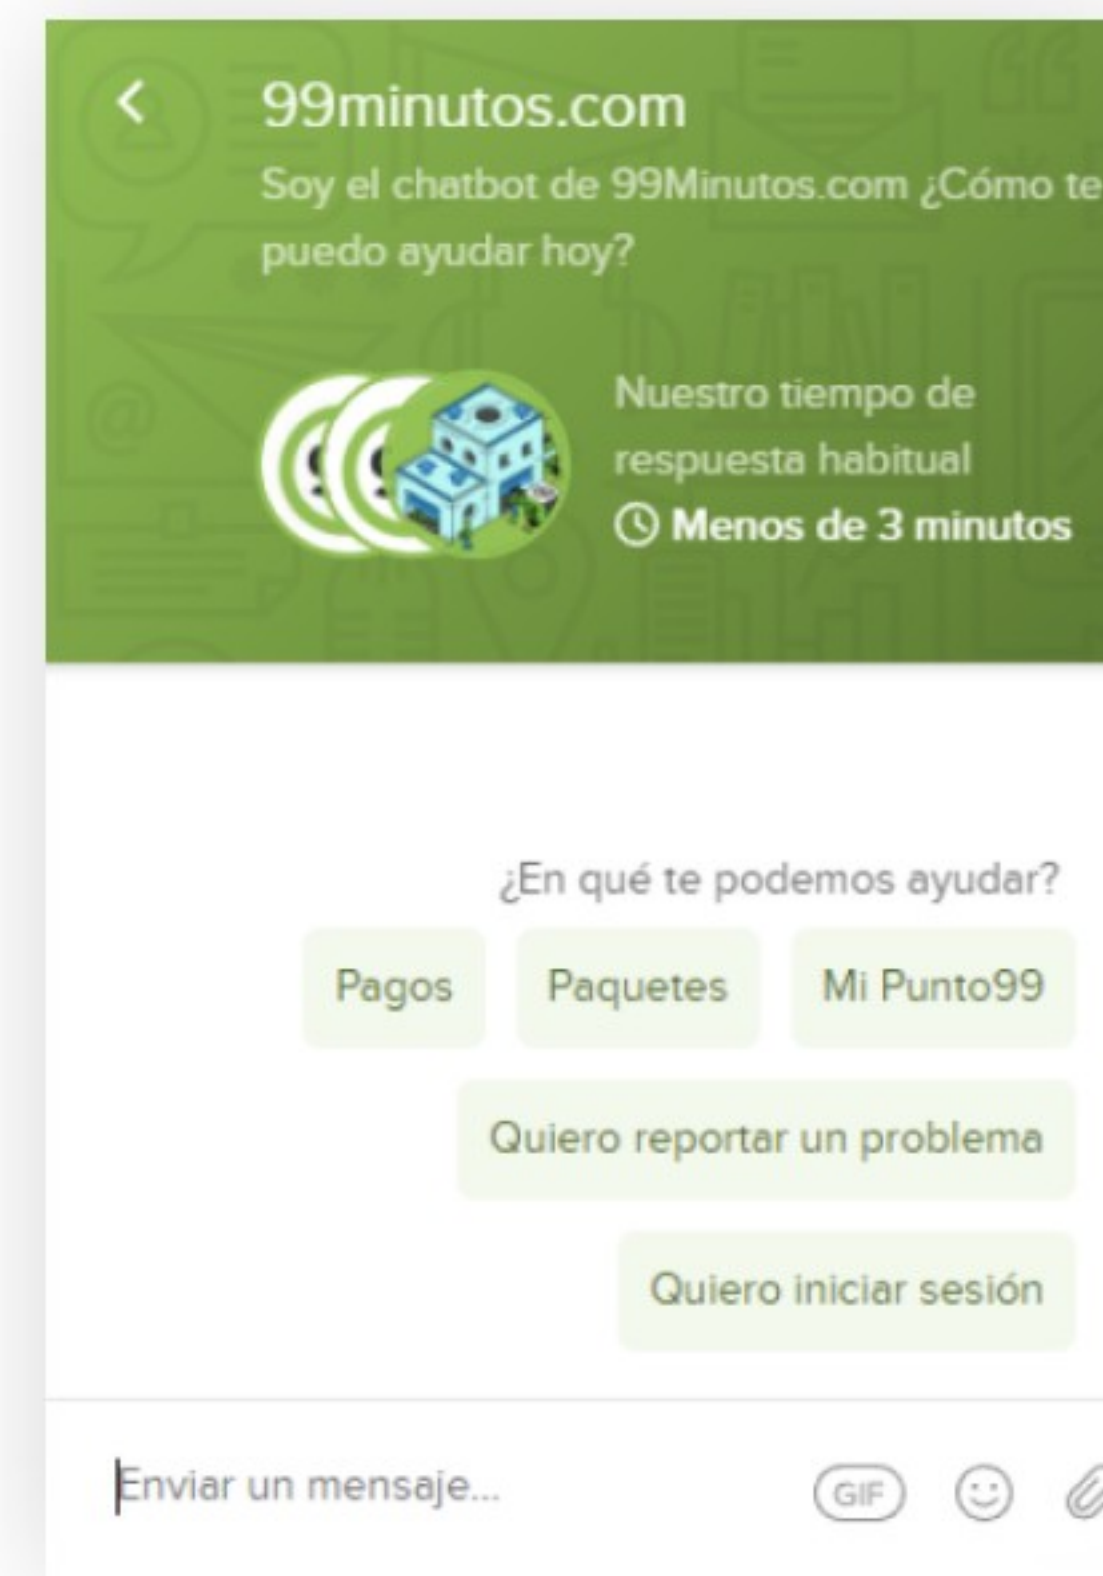 99minutos.com
Soy el chatbot de 99Minutos.com ¿Cómo te
puedo ayudar hoy?
Nuestro tiempo de
respuesta habitual
Menos de 3 minutos
¿En qué te podemos ayudar?
Pagos
Paquetes
Mi Punto99
Quiero reportar un problema
Quiero iniciar sesión
Enviar un mensaje...
GIF